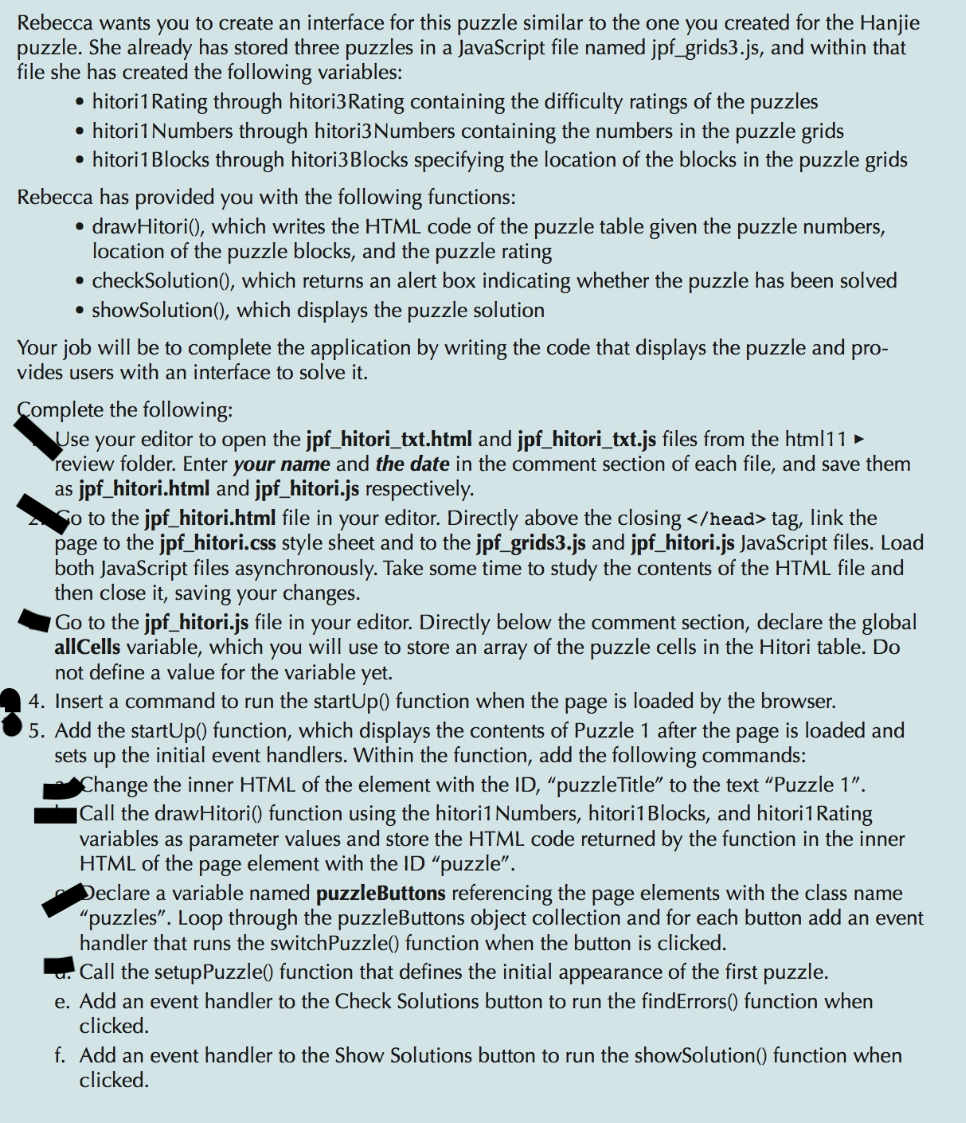 Rebecca wants you to create an interface for this puzzle similar to the one you created for the Hanjie
puzzle. She already has stored three puzzles in a JavaScript file named jpf_grids3.js, and within that
file she has created the following variables:
• hitori1Rating through hitori3Rating containing the difficulty ratings of the puzzles
• hitori1Numbers through hitori3Numbers containing the numbers in the puzzle grids
• hitori1Blocks through hitori3Blocks specifying the location of the blocks in the puzzle grids
Rebecca has provided you with the following functions:
• drawHitori(), which writes the HTML code of the puzzle table given the puzzle numbers,
location of the puzzle blocks, and the puzzle rating
• checkSolution(), which returns an alert box indicating whether the puzzle has been solved
• showSolution(), which displays the puzzle solution
Your job will be to complete the application by writing the code that displays the puzzle and pro-
vides users with an interface to solve it.
Complete the following:
Use your editor to open the jpf_hitori_txt.html and jpf_hitori_txt.js files from the html11 ▸
review folder. Enter your name and the date in the comment section of each file, and save them
as jpf_hitori.html and jpf_hitori.js respectively.
Go to the jpf_hitori.html file in your editor. Directly above the closing </head> tag, link the
page to the jpf_hitori.css style sheet and to the jpf_grids3.js and jpf_hitori.js JavaScript files. Load
both JavaScript files asynchronously. Take some time to study the contents of the HTML file and
then close it, saving your changes.
Go to the jpf_hitori.js file in your editor. Directly below the comment section, declare the global
allCells variable, which you will use to store an array of the puzzle cells in the Hitori table. Do
not define a value for the variable yet.
4. Insert a command to run the startUp() function when the page is loaded by the browser.
5. Add the startUp() function, which displays the contents of Puzzle 1 after the page is loaded and
sets up the initial event handlers. Within the function, add the following commands:
Change the inner HTML of the element with the ID, “puzzleTitle” to the text “Puzzle 1”.
Call the drawHitori() function using the hitori1Numbers, hitori1Blocks, and hitori1Rating
variables as parameter values and store the HTML code returned by the function in the inner
HTML of the page element with the ID “puzzle”.
Declare a variable named puzzleButtons referencing the page elements with the class name
“puzzles”. Loop through the puzzleButtons object collection and for each button add an event
handler that runs the switchPuzzle() function when the button is clicked.
Call the setupPuzzle() function that defines the initial appearance of the first puzzle.
e. Add an event handler to the Check Solutions button to run the findErrors() function when
clicked.
f. Add an event handler to the Show Solutions button to run the showSolution() function when
clicked.